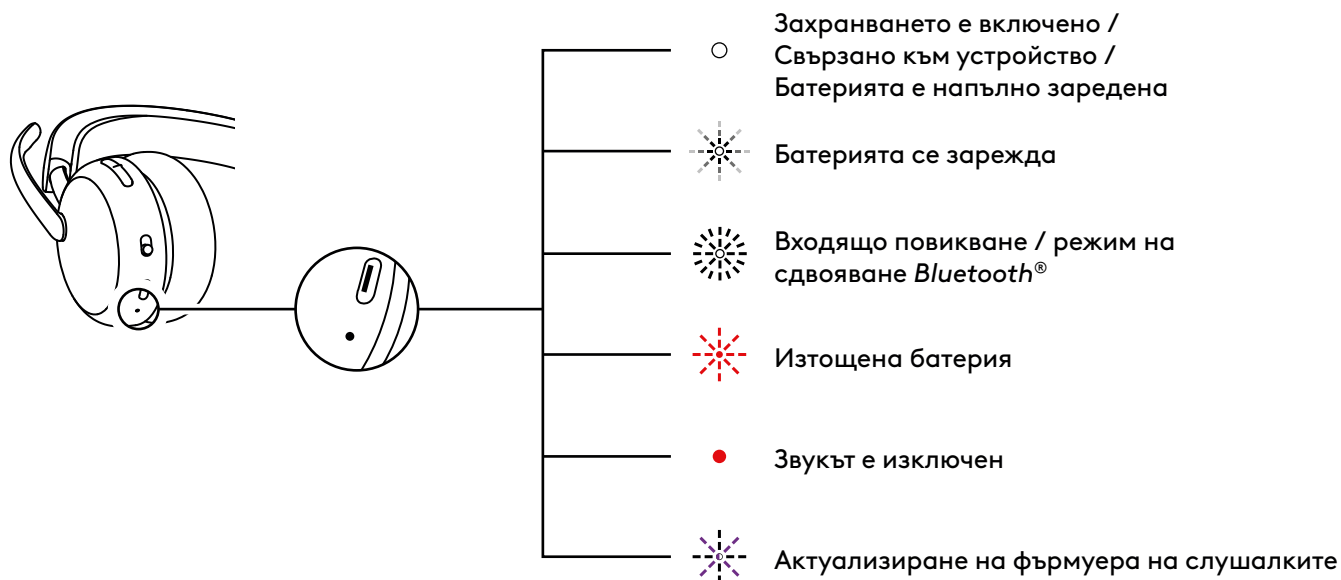 Захранването е включено /
Свързано към устройство /
Батерията е напълно заредена
Батерията се зарежда
Входящо повикване / режим на
сдвояване Bluetooth®
Изтощена батерия
Звукът е изключен
Актуализиране на фърмуера на слушалките